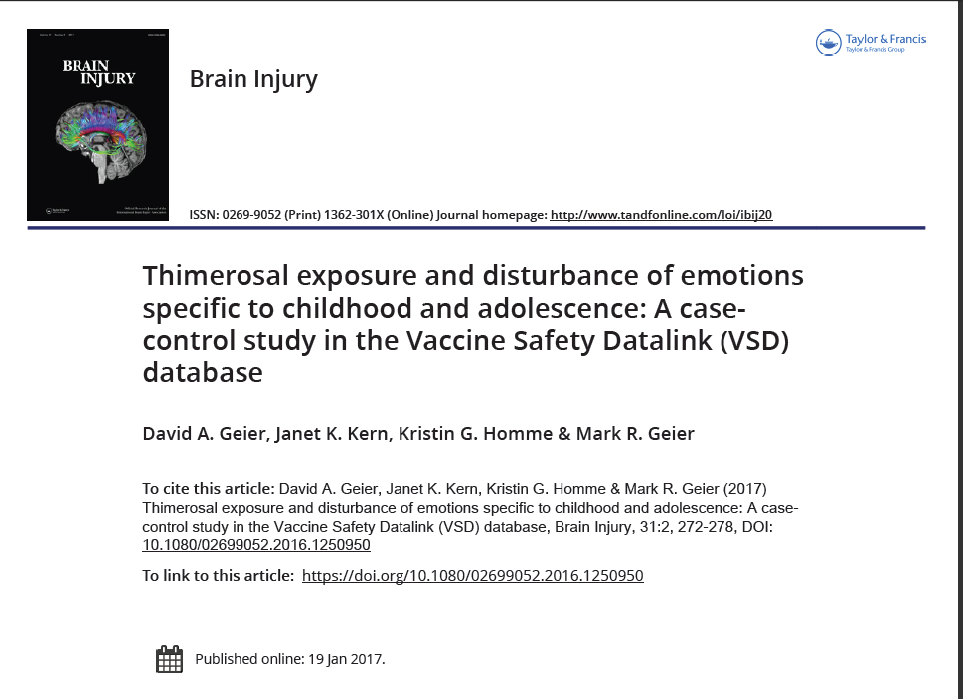 BRAIN
INJURY
Taylor & Francis
Taylor & Francis Group
Brain Injury
ISSN: 0269-9052 (Print) 1362-301X (Online) Journal homepage: http://www.tandfonline.com/loi/ibij20
Thimerosal exposure and disturbance of emotions
specific to childhood and adolescence: A case-
control study in the Vaccine Safety Datalink (VSD)
database
David A. Geier, Janet K. Kern, Kristin G. Homme & Mark R. Geier
To cite this article: David A. Geier, Janet K. Kern, Kristin G. Homme & Mark R. Geier (2017)
Thimerosal exposure and disturbance of emotions specific to childhood and adolescence: A case-
control study in the Vaccine Safety Datalink (VSD) database, Brain Injury, 31:2, 272-278, DOI:
10.1080/02699052.2016.1250950
To link to this article: https://doi.org/10.1080/02699052.2016.1250950
Published online: 19 Jan 2017.